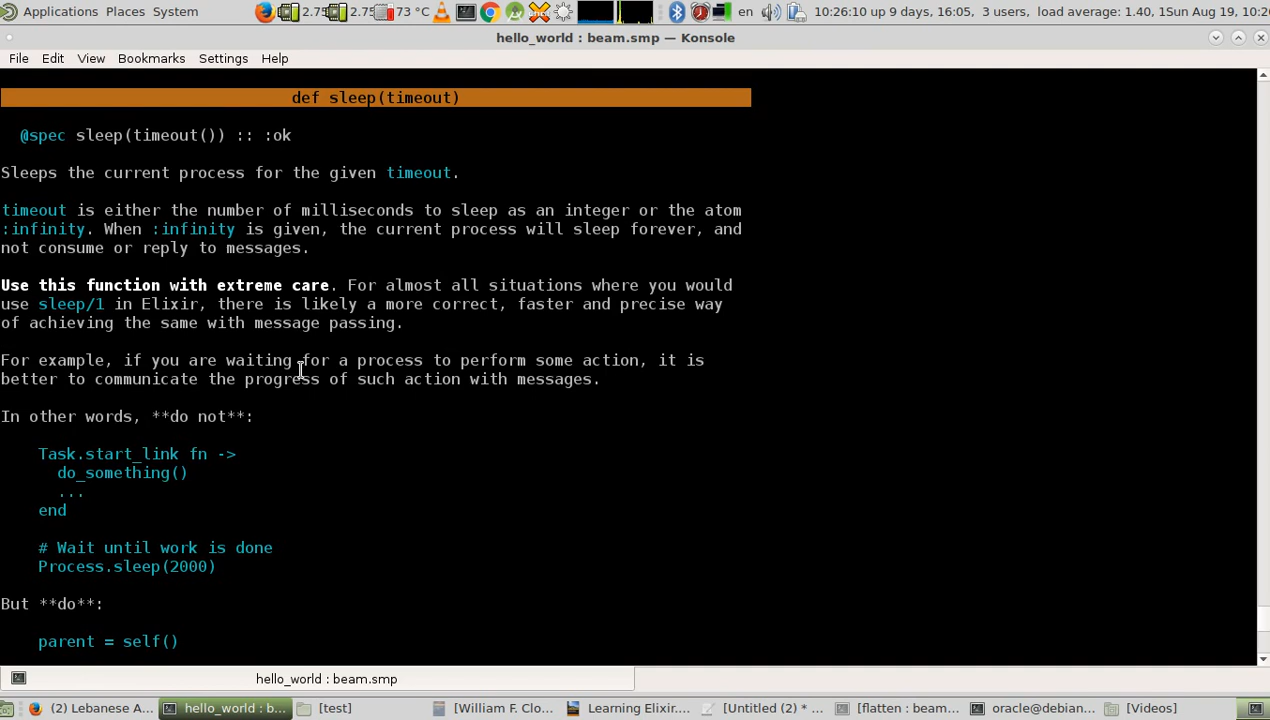 Applications Places System 2.75 2.75 73 °C en 10:26:10 up 9 days, 16:05, 3 users, load average: 1.40, 1 Sun Aug 19, 10:2
hello_world : beam.smp — Konsole
File Edit View Bookmarks Settings Help
def sleep(timeout)
@spec sleep(timeout()) :: :ok
Sleeps the current process for the given timeout.
timeout is either the number of milliseconds to sleep as an integer or the atom
:infinity. When :infinity is given, the current process will sleep forever, and
not consume or reply to messages.
Use this function with extreme care. For almost all situations where you would
use sleep/1 in Elixir, there is likely a more correct, faster and precise way
of achieving the same with message passing.
For example, if you are waiting for a process to perform some action, it is
better to communicate the progress of such action with messages.
In other words, **do not**:
Task.start_link fn ->
do_something()
...
end
# Wait until work is done
Process.sleep(2000)
But **do**:
parent = self()
hello_world : beam.smp
(2) Lebanese A... hello_world : b... [test] [William F. Clo... Learning Elixir.... [Untitled (2) * ... [flatten : beam... oracle@debian... [Videos]